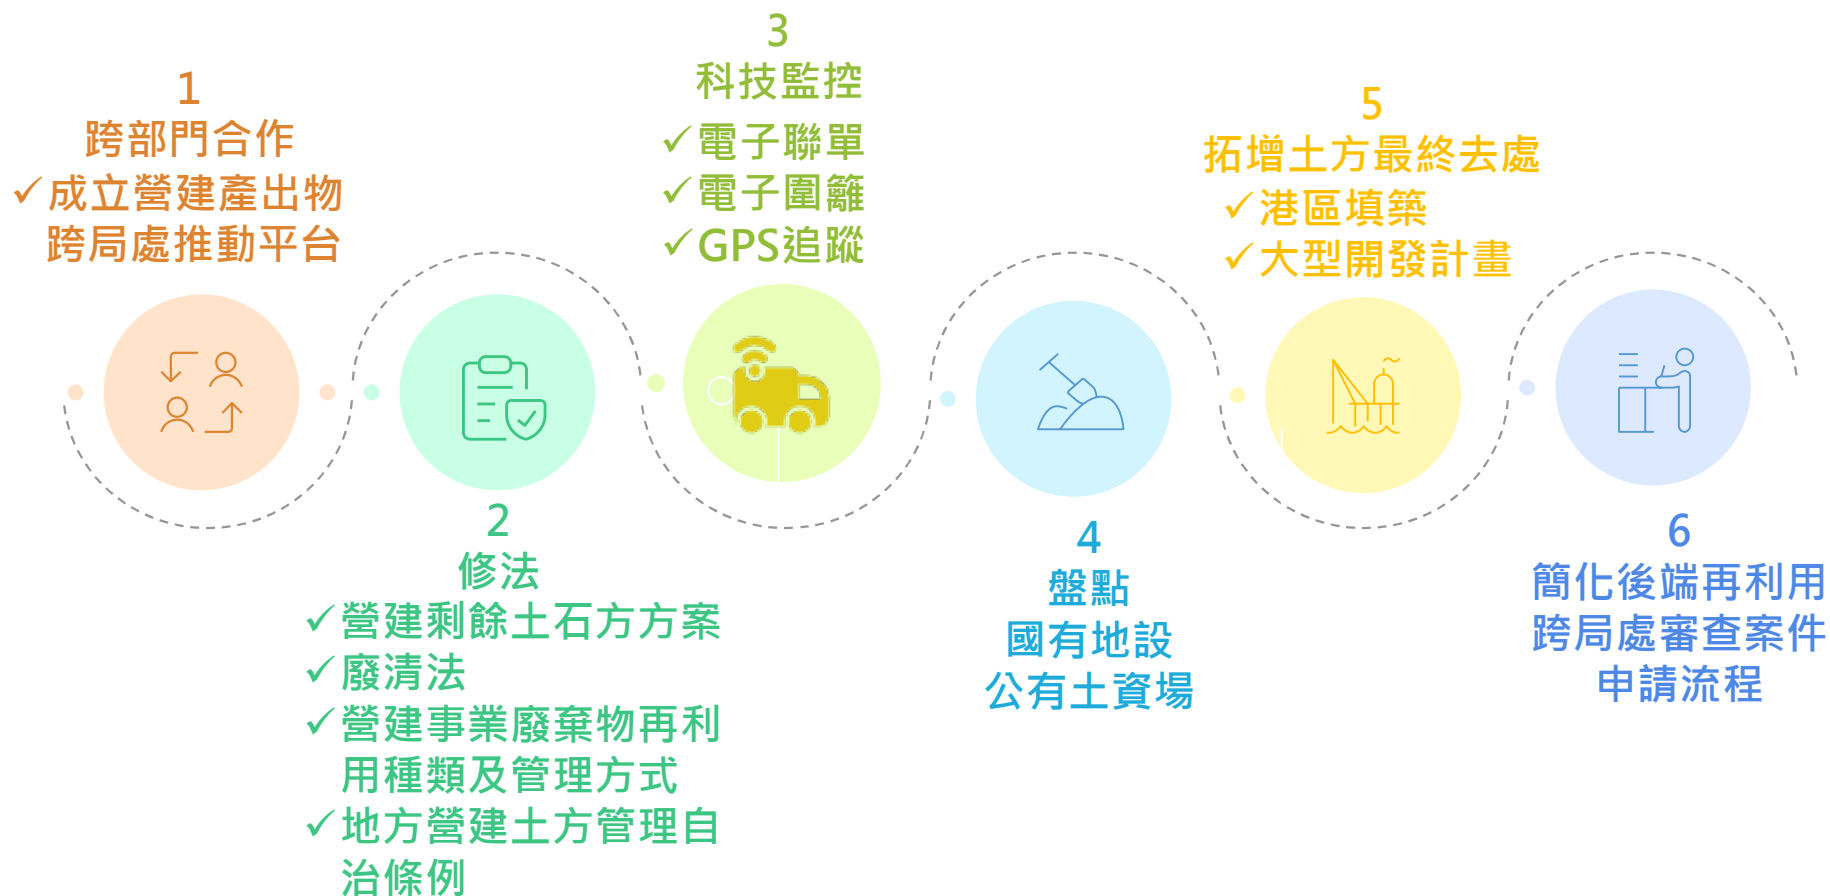 1
跨部門合作
✓成立營建產出物
跨局處推動平台
2
修法
✓營建剩餘土石方方案
✓廢清法
✓營建事業廢棄物再利
用種類及管理方式
✓地方營建土方管理自
治條例
3
科技監控
✓電子聯單
✓電子圍籬
✓GPS追蹤
4
盤點
國有地設
公有土資場
5
拓增土方最終去處
✓港區填築
✓大型開發計畫
6
簡化後端再利用
跨局處審查案件
申請流程